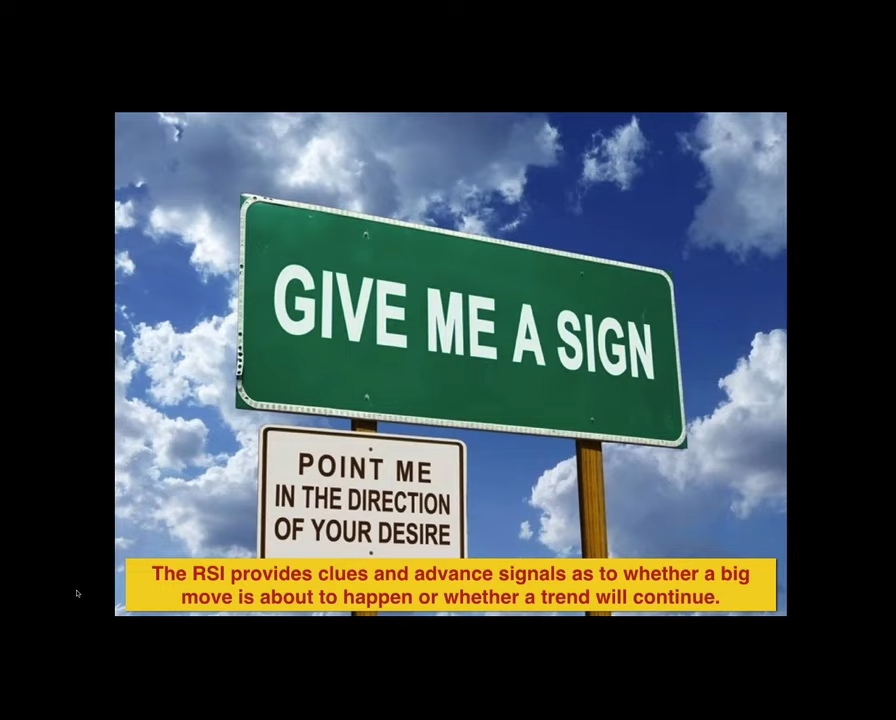 GIVE ME A SIGN
POINT ME
IN THE DIRECTION
OF YOUR DESIRE
The RSI provides clues and advance signals as to whether a big
move is about to happen or whether a trend will continue.